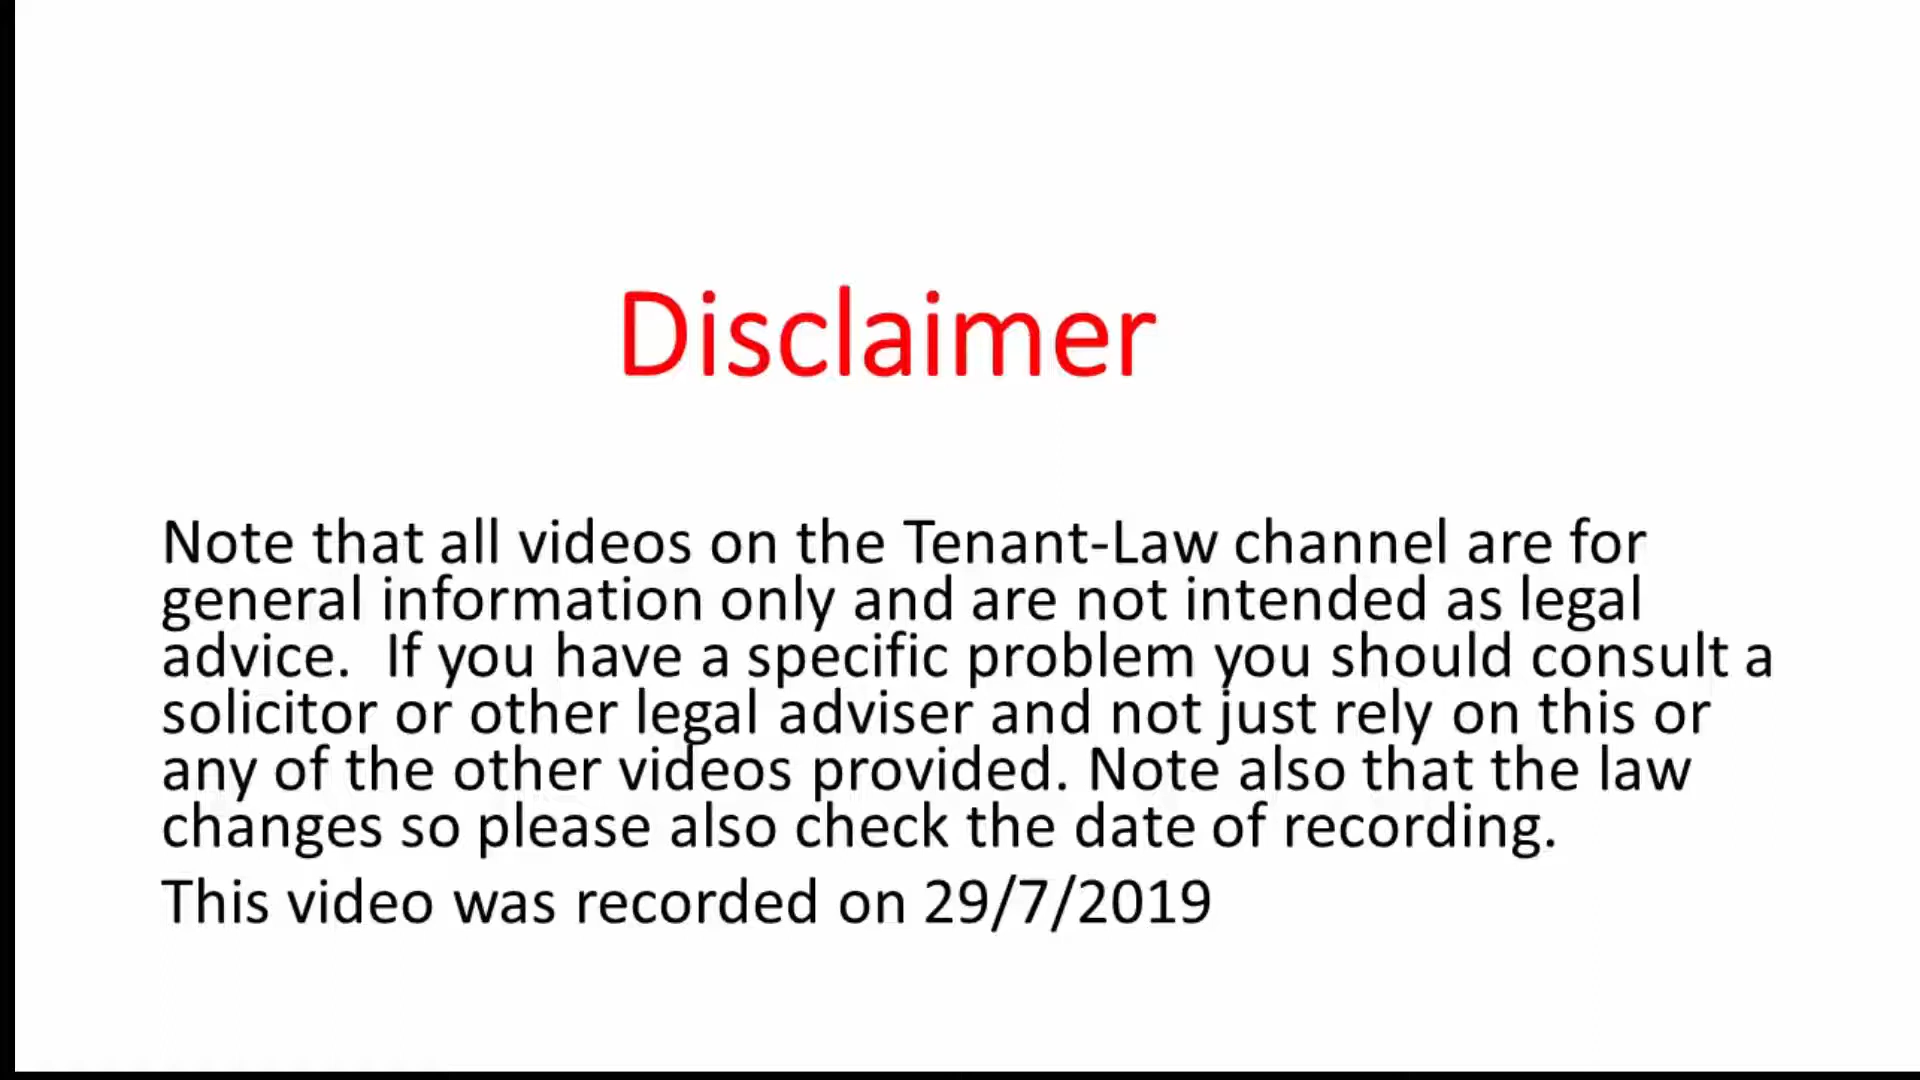 Disclaimer
Note that all videos on the Tenant-Law channel are for
general information only and are not intended as legal
advice.  If you have a specific problem you should consult a
solicitor or other legal adviser and not just rely on this or
any of the other videos provided. Note also that the law
changes so please also check the date of recording.
This video was recorded on 29/7/2019